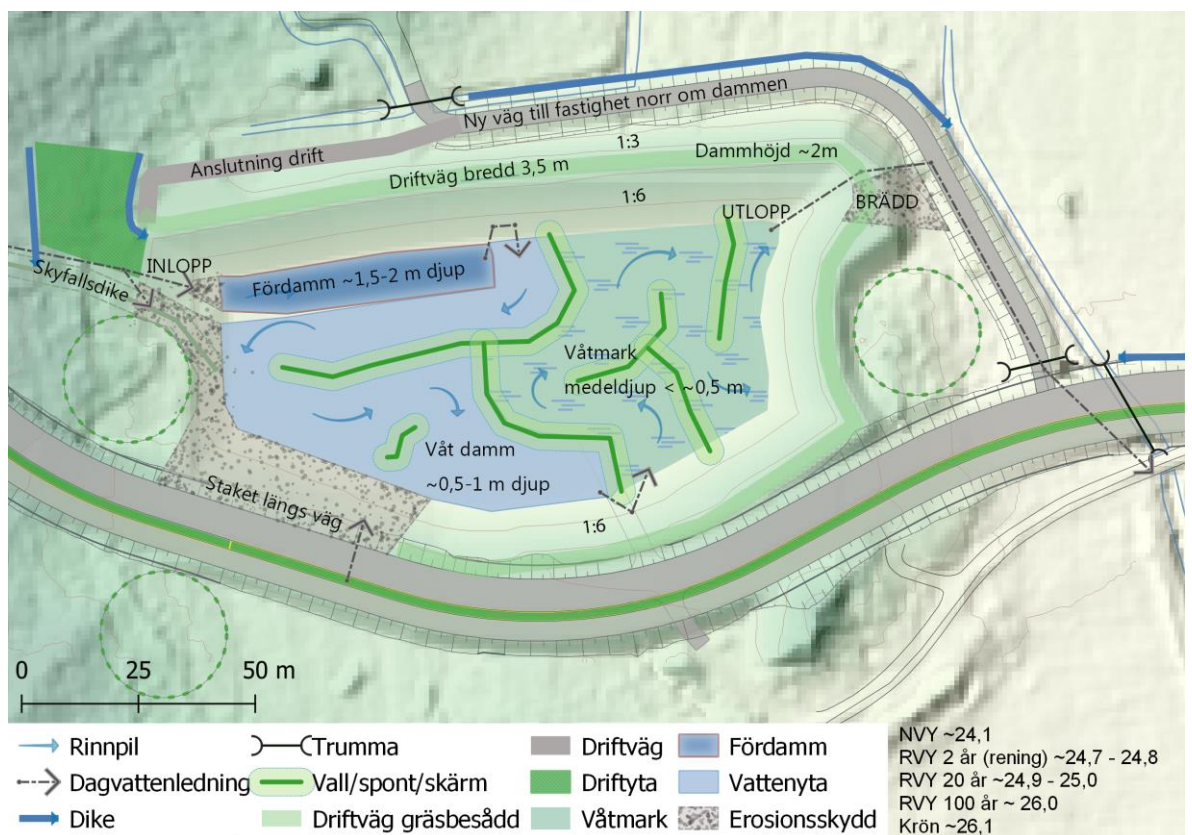 Ny väg till fastighet norr om dammen
Anslutning drift
1:3
Dammhöjd ~2m
Driftväg bredd 3,5 m
1:6
UTLOPP
BRÄDD
INLOPP
Skyfallsdike
Fördamm ~1,5-2 m djup
Våtmark
medeldjup < ~0,5 m
Våt damm
~0,5-1 m djup
Staket längs väg
1:6
0 25 50 m
Rinnpil
Dagvattenledning
Dike
Trumma
Vall/spont/skärm
Driftväg gräsbesådd
Driftväg
Driftyta
Våtmark
Fördamm
Vattenyta
Erosionsskydd
NVY ~24,1
RVY 2 år (rening) ~24,7 - 24,8
RVY 20 år ~24,9 - 25,0
RVY 100 år ~ 26,0
Krön ~26,1